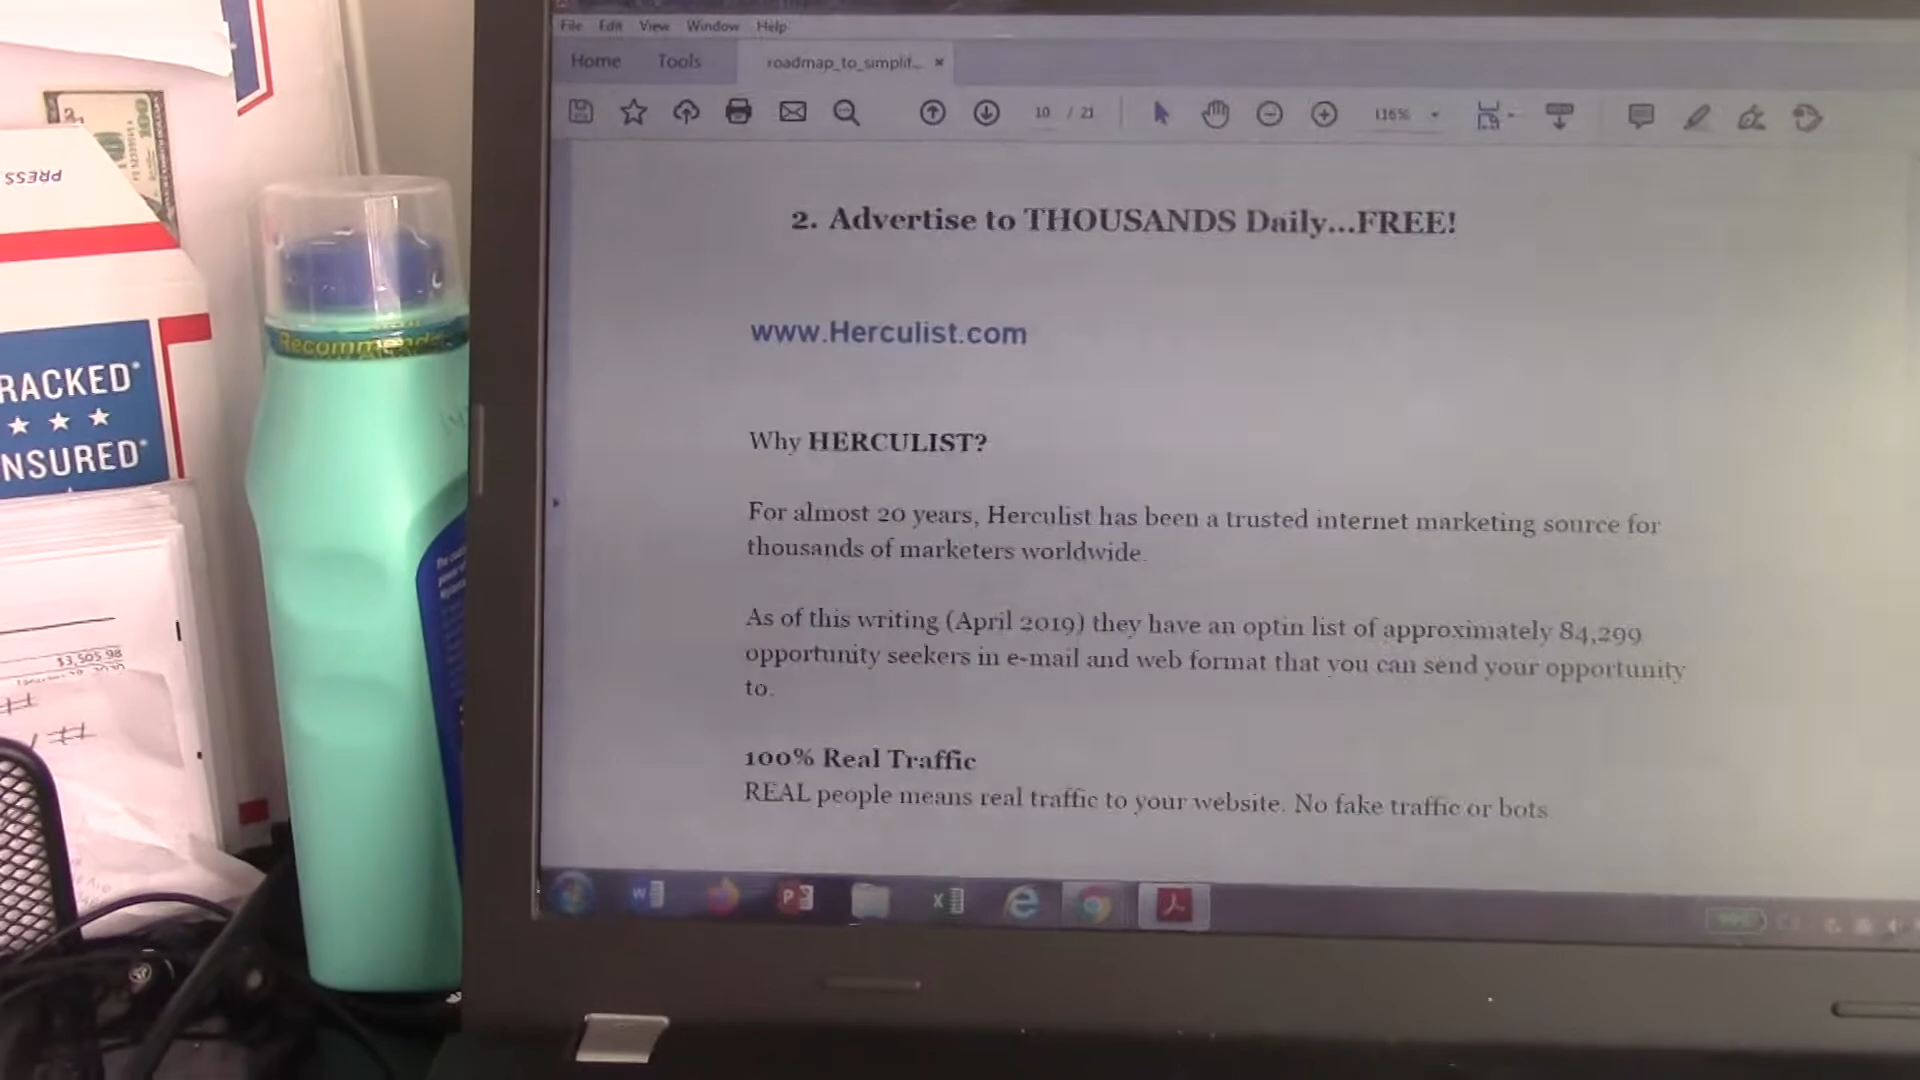 File Edit View Window Help
Home Tools roadmap_to_simplif...
10 / 21 116%
2. Advertise to THOUSANDS Daily...FREE!
www.Herculist.com
Why HERCULIST?
For almost 20 years, Herculist has been a trusted internet marketing source for
thousands of marketers worldwide.
As of this writing (April 2019) they have an optin list of approximately 84,299
opportunity seekers in e-mail and web format that you can send your opportunity
to.
100% Real Traffic
REAL people means real traffic to your website. No fake traffic or bots
PRESS
100
RACKED
NSURED
$3,505.98
Recommended